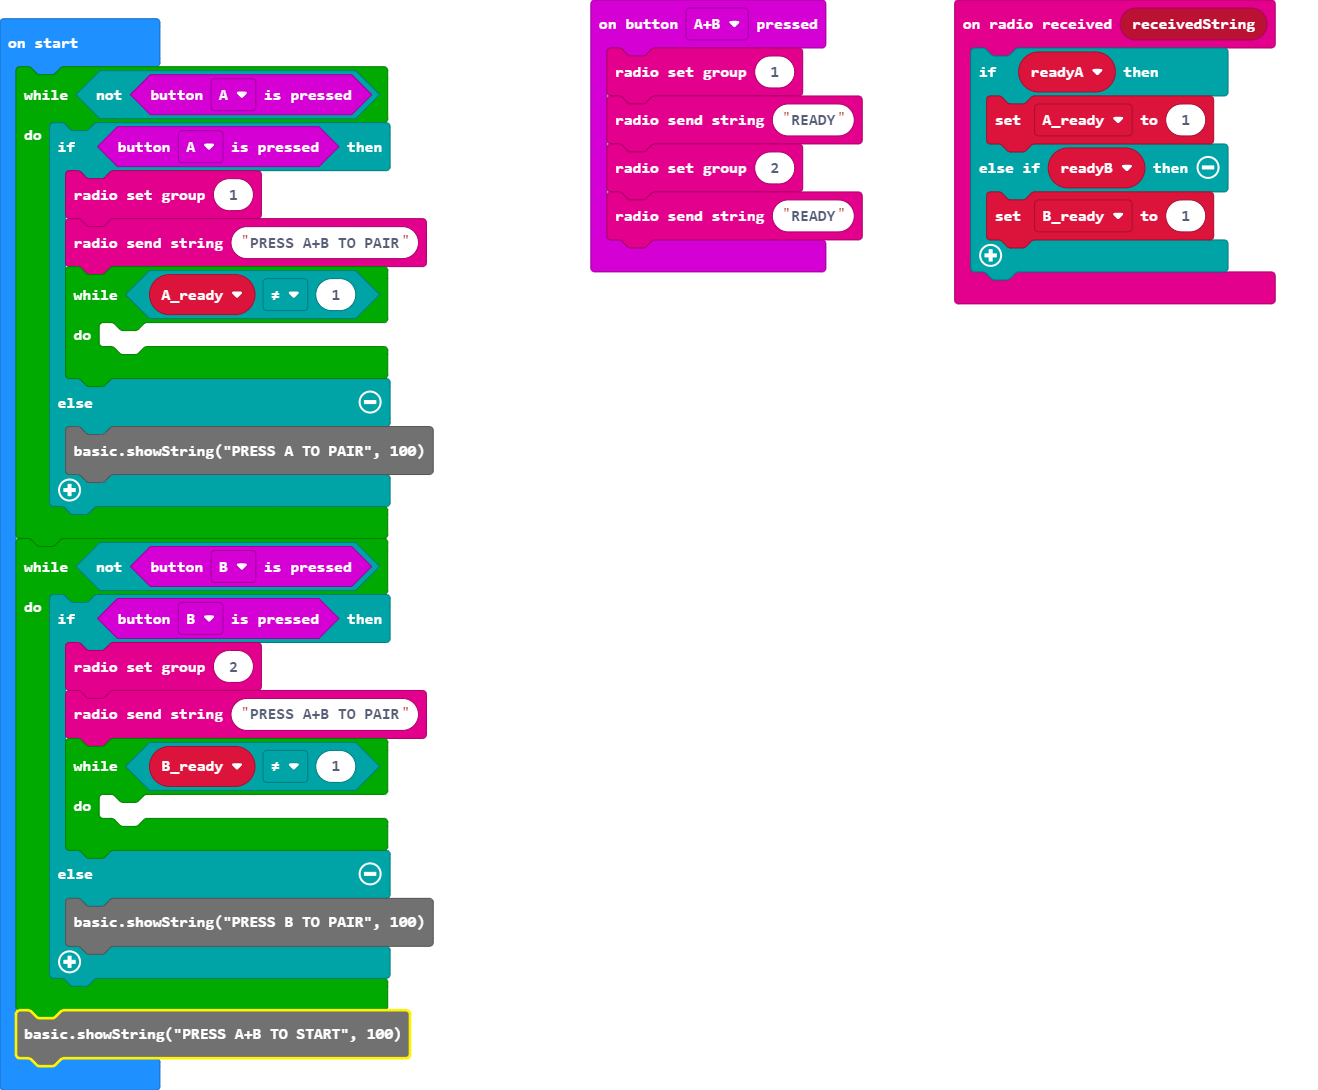 on start
while not button A is pressed
do if button A is pressed then
radio set group 1
radio send string "PRESS A+B TO PAIR"
while A_ready ≠ 1
do
else
basic.showString("PRESS A TO PAIR", 100)
while not button B is pressed
do if button B is pressed then
radio set group 2
radio send string "PRESS A+B TO PAIR"
while B_ready ≠ 1
do
else
basic.showString("PRESS B TO PAIR", 100)
basic.showString("PRESS A+B TO START", 100)
on button A+B pressed
radio set group 1
radio send string "READY"
radio set group 2
radio send string "READY"
on radio received receivedString
if readyA then
set A_ready to 1
else if readyB then
set B_ready to 1